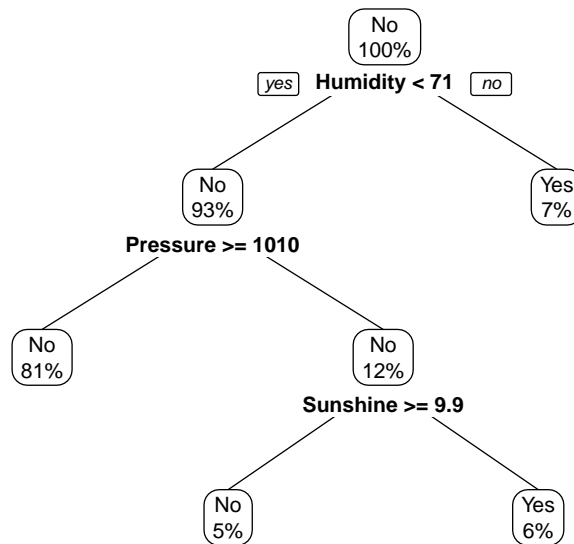 No
100%
yes Humidity < 71 no
No
93%
Yes
7%
Pressure >= 1010
No
81%
No
12%
Sunshine >= 9.9
No
5%
Yes
6%